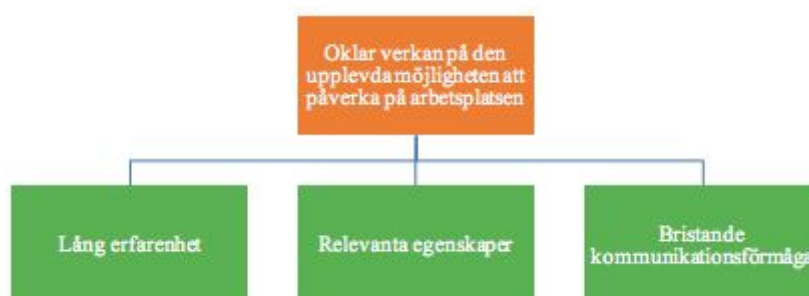 Oklar verkan på den
upplevda möjligheten att
påverka på arbetsplatsen
Lång erfarenhet
Relevanta egenskaper
Bristande
kommunikationsförmåga